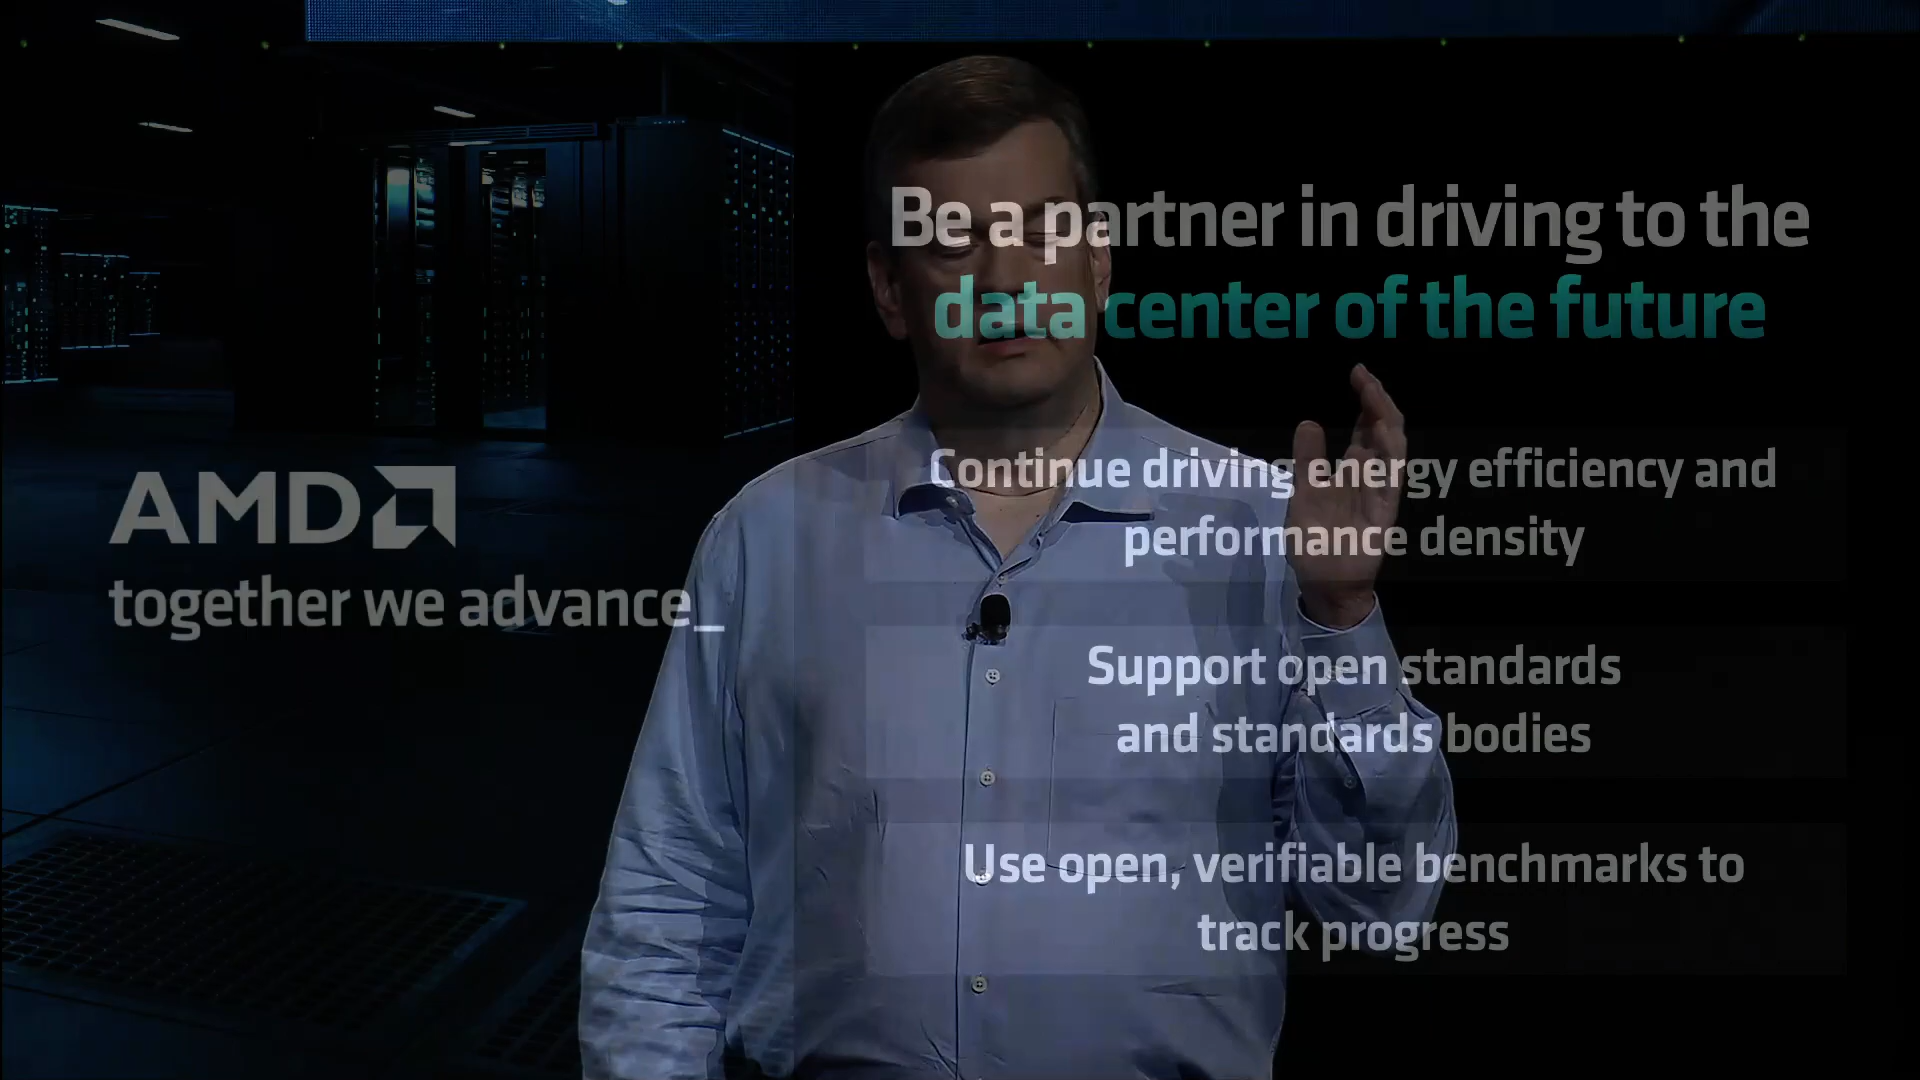 AMD
together we advance_
Be a partner in driving to the
data center of the future
Continue driving energy efficiency and
performance density
Support open standards
and standards bodies
Use open, verifiable benchmarks to
track progress